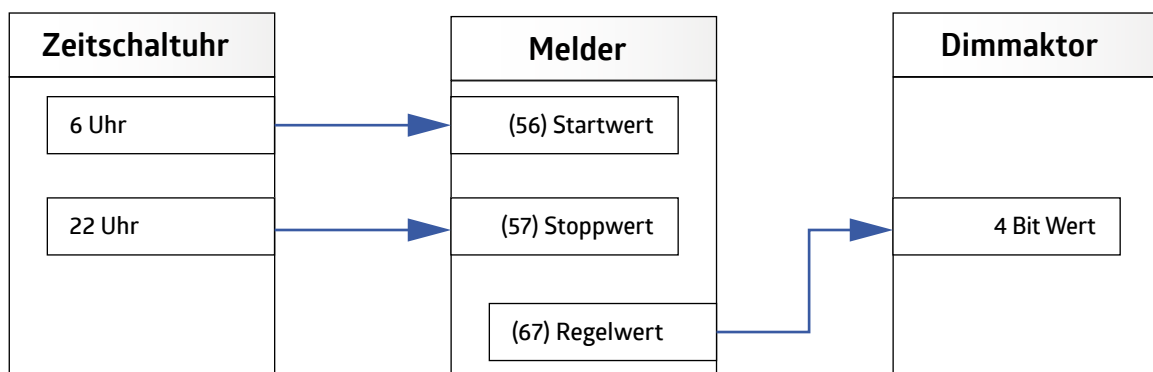 Zeitschaltuhr
6 Uhr
22 Uhr
Melder
(56) Startwert
(57) Stoppwert
(67) Regelwert
Dimmaktor
4 Bit Wert